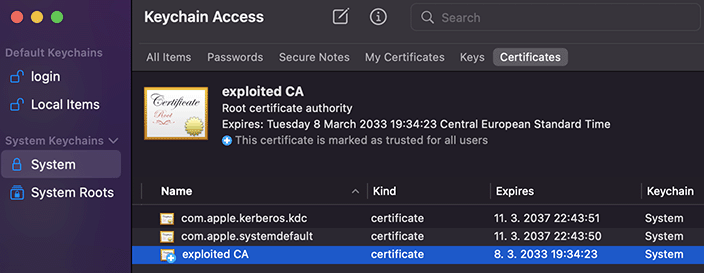 Keychain Access
Search
Default Keychains
login
Local Items
System Keychains
System
System Roots
All Items Passwords Secure Notes My Certificates Keys Certificates
Certificate
Root
exploited CA
Root certificate authority
Expires: Tuesday 8 March 2033 19:34:23 Central European Standard Time
This certificate is marked as trusted for all users
Name Kind Expires Keychain
com.apple.kerberos.kdc certificate 11. 3. 2037 22:43:51 System
com.apple.systemdefault certificate 11. 3. 2037 22:43:50 System
exploited CA certificate 8. 3. 2033 19:34:23 System